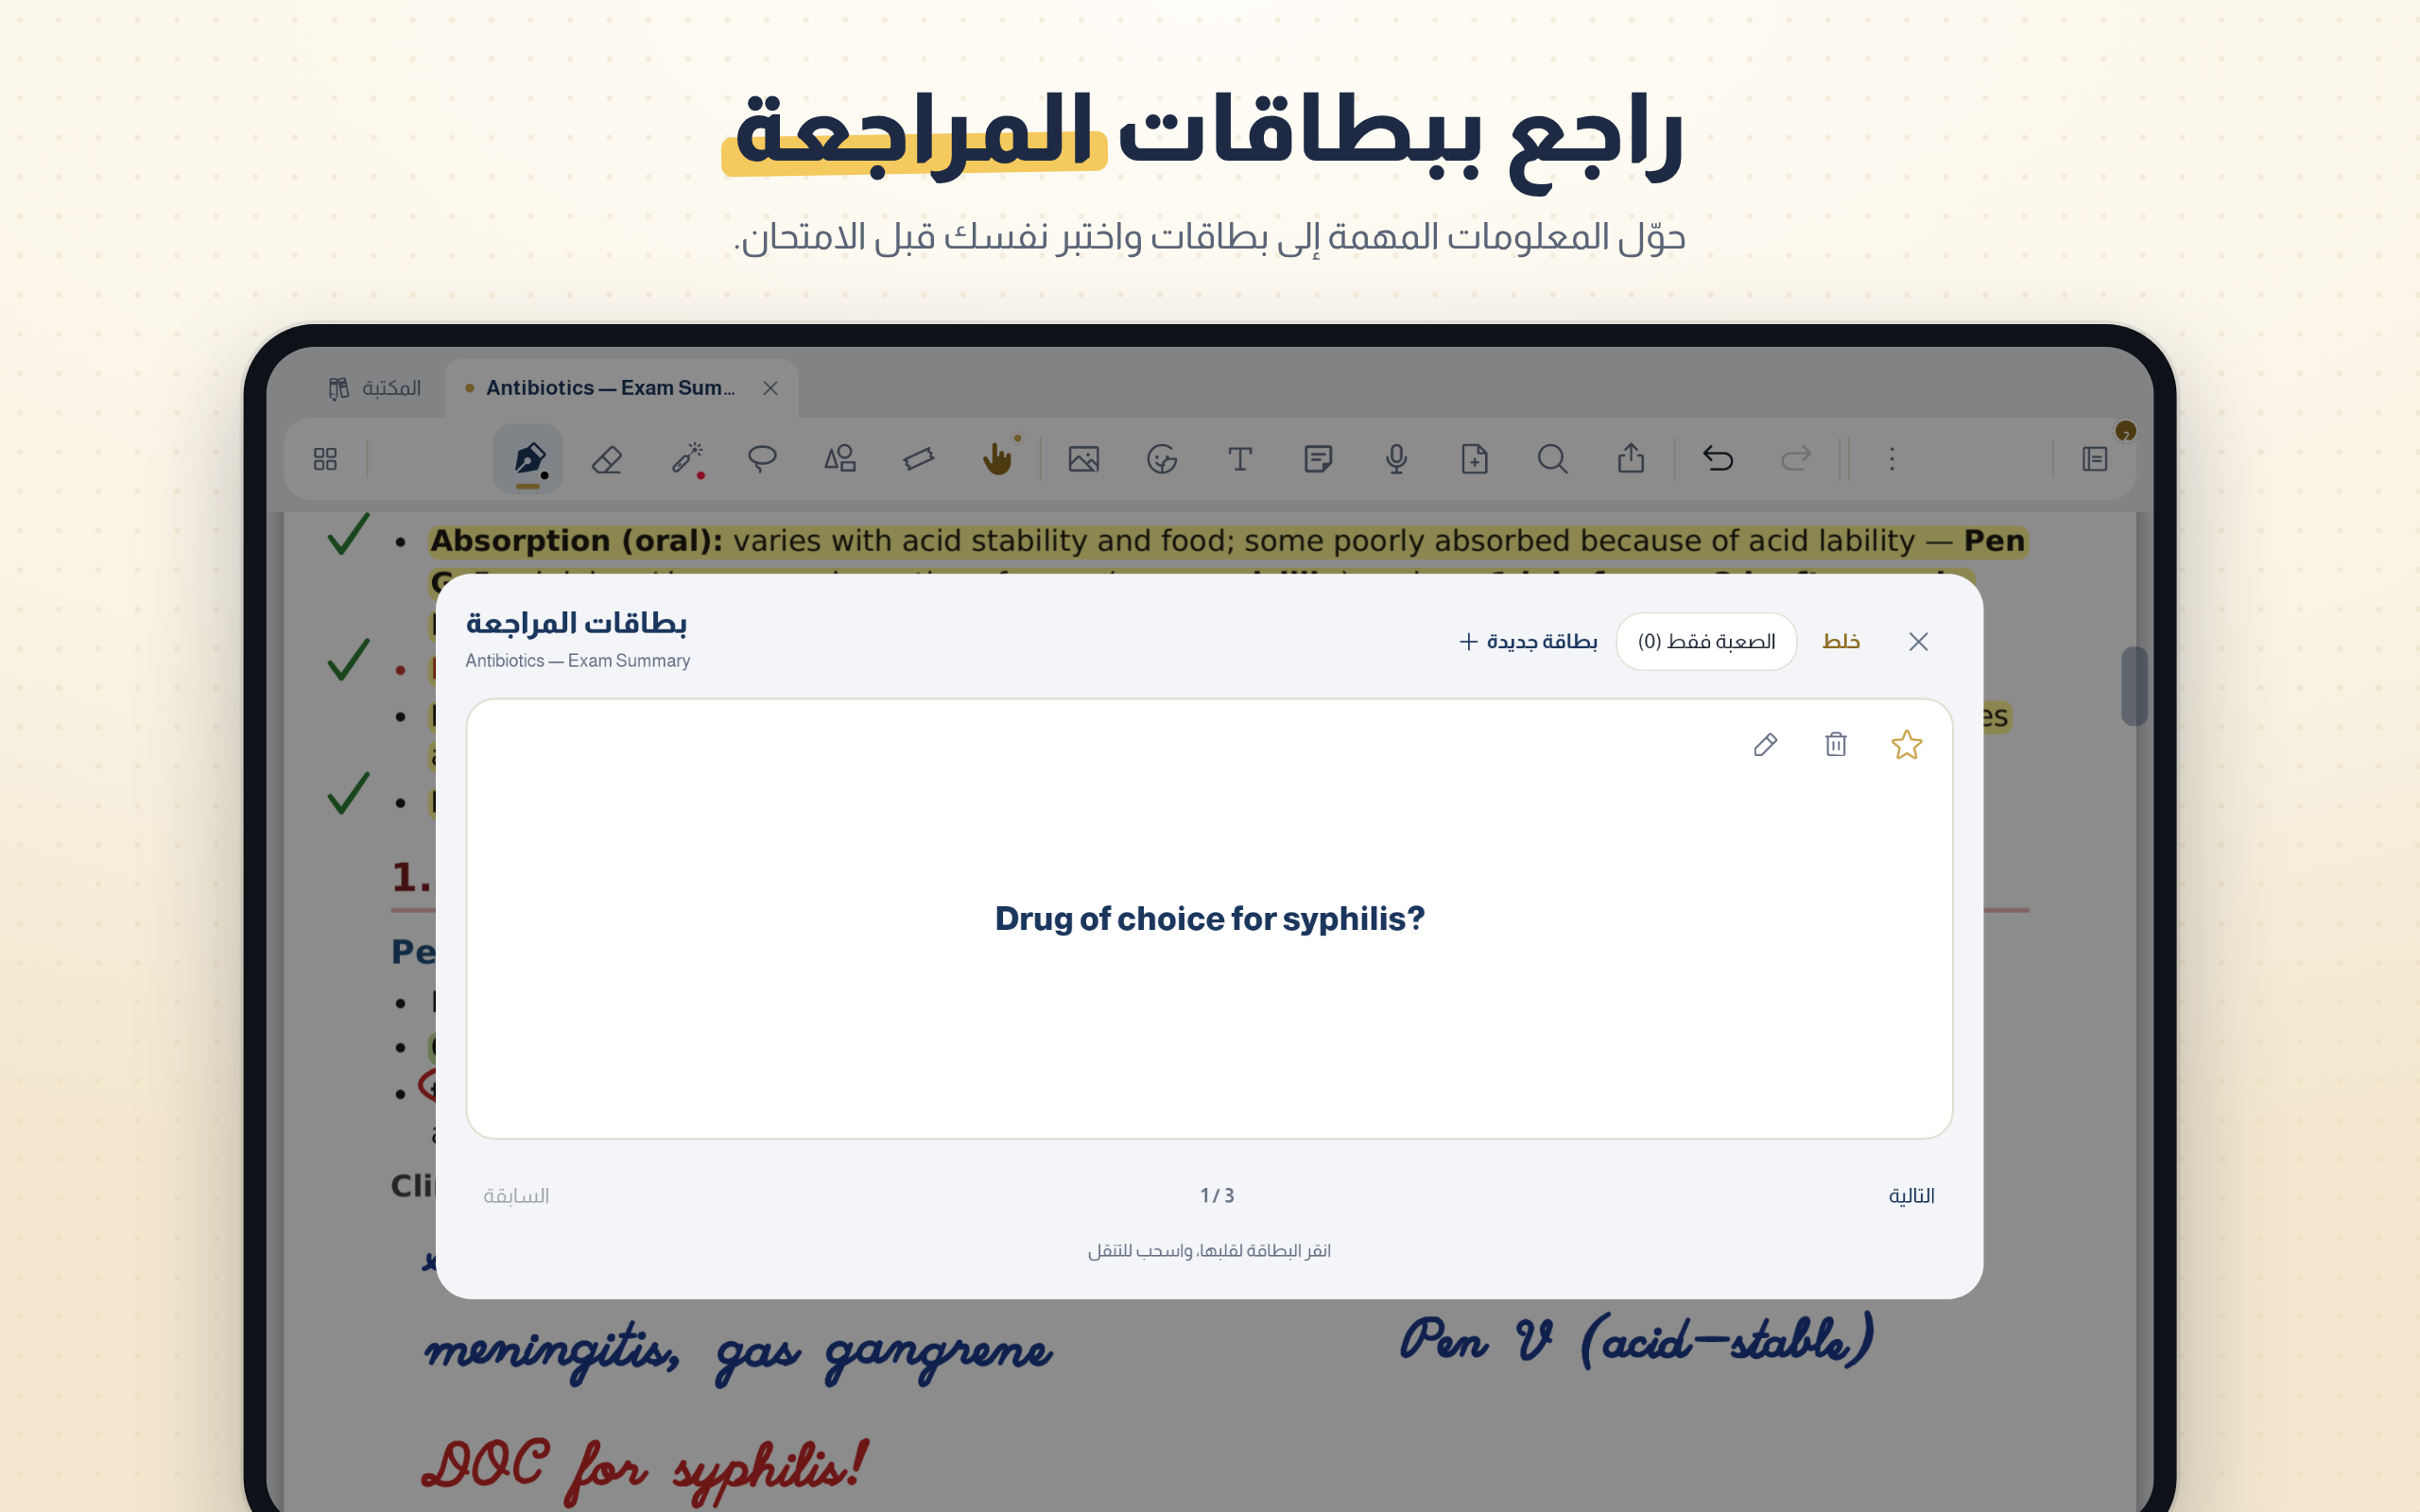 راجع ببطاقات المراجعة
حوّل المعلومات المهمة إلى بطاقات واختبر نفسك قبل الامتحان.
المكتبة
Antibiotics — Exam Sum...
2
Absorption (oral): varies with acid stability and food; some poorly absorbed because of acid lability — Pen
بطاقات المراجعة
Antibiotics — Exam Summary
بطاقة جديدة +
الصعبة فقط (0)
خلط
es
1.
Drug of choice for syphilis?
Pe
Cli
السابقة
1 / 3
التالية
انقر البطاقة لقلبها، واسحب للتنقل
meningitis, gas gangrene
Pen V (acid—stable)
DOC for syphilis!